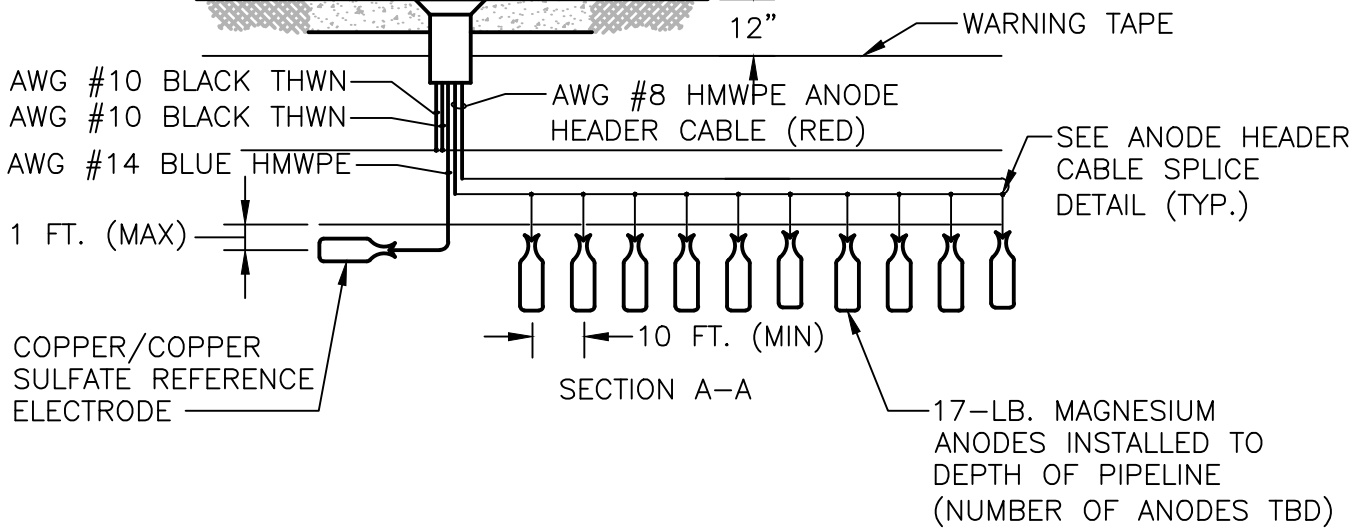 12"
WARNING TAPE
AWG #10 BLACK THWN
AWG #10 BLACK THWN
AWG #14 BLUE HMWPE
AWG #8 HMWPE ANODE
HEADER CABLE (RED)
SEE ANODE HEADER
CABLE SPLICE
DETAIL (TYP.)
1 FT. (MAX)
COPPER/COPPER
SULFATE REFERENCE
ELECTRODE
10 FT. (MIN)
SECTION A-A
17-LB. MAGNESIUM
ANODES INSTALLED TO
DEPTH OF PIPELINE
(NUMBER OF ANODES TBD)